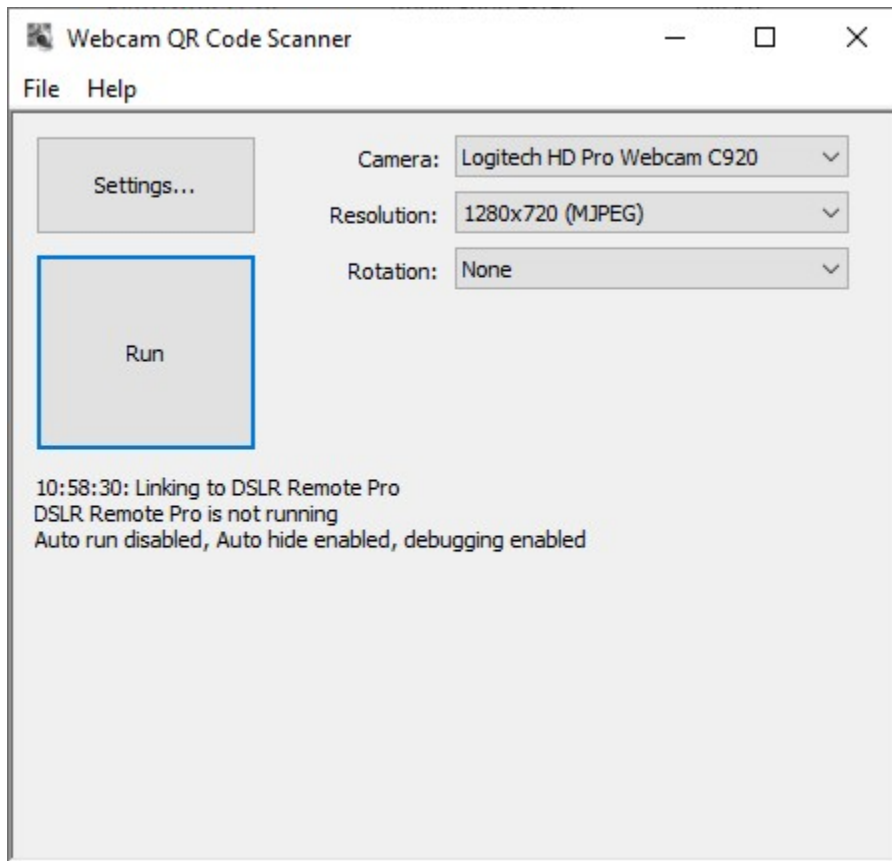 Webcam QR Code Scanner
File Help
Settings...
Camera: Logitech HD Pro Webcam C920
Resolution: 1280x720 (MJPEG)
Rotation: None
Run
10:58:30: Linking to DSLR Remote Pro
DSLR Remote Pro is not running
Auto run disabled, Auto hide enabled, debugging enabled